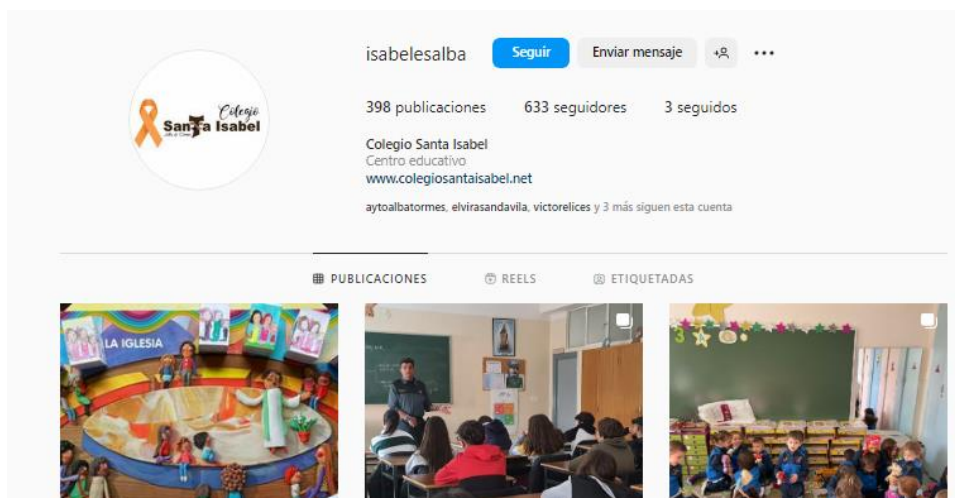 isabelesalba Seguir Enviar mensaje
398 publicaciones 633 seguidores 3 seguidos
Colegio
Santa Isabel
Colegio Santa Isabel
Centro educativo
www.colegiosantaisabel.net
aytoalbatormes, elvirasandavila, victorelices y 3 más siguen esta cuenta
PUBLICACIONES REELS ETIQUETADAS
LA IGLESIA
3